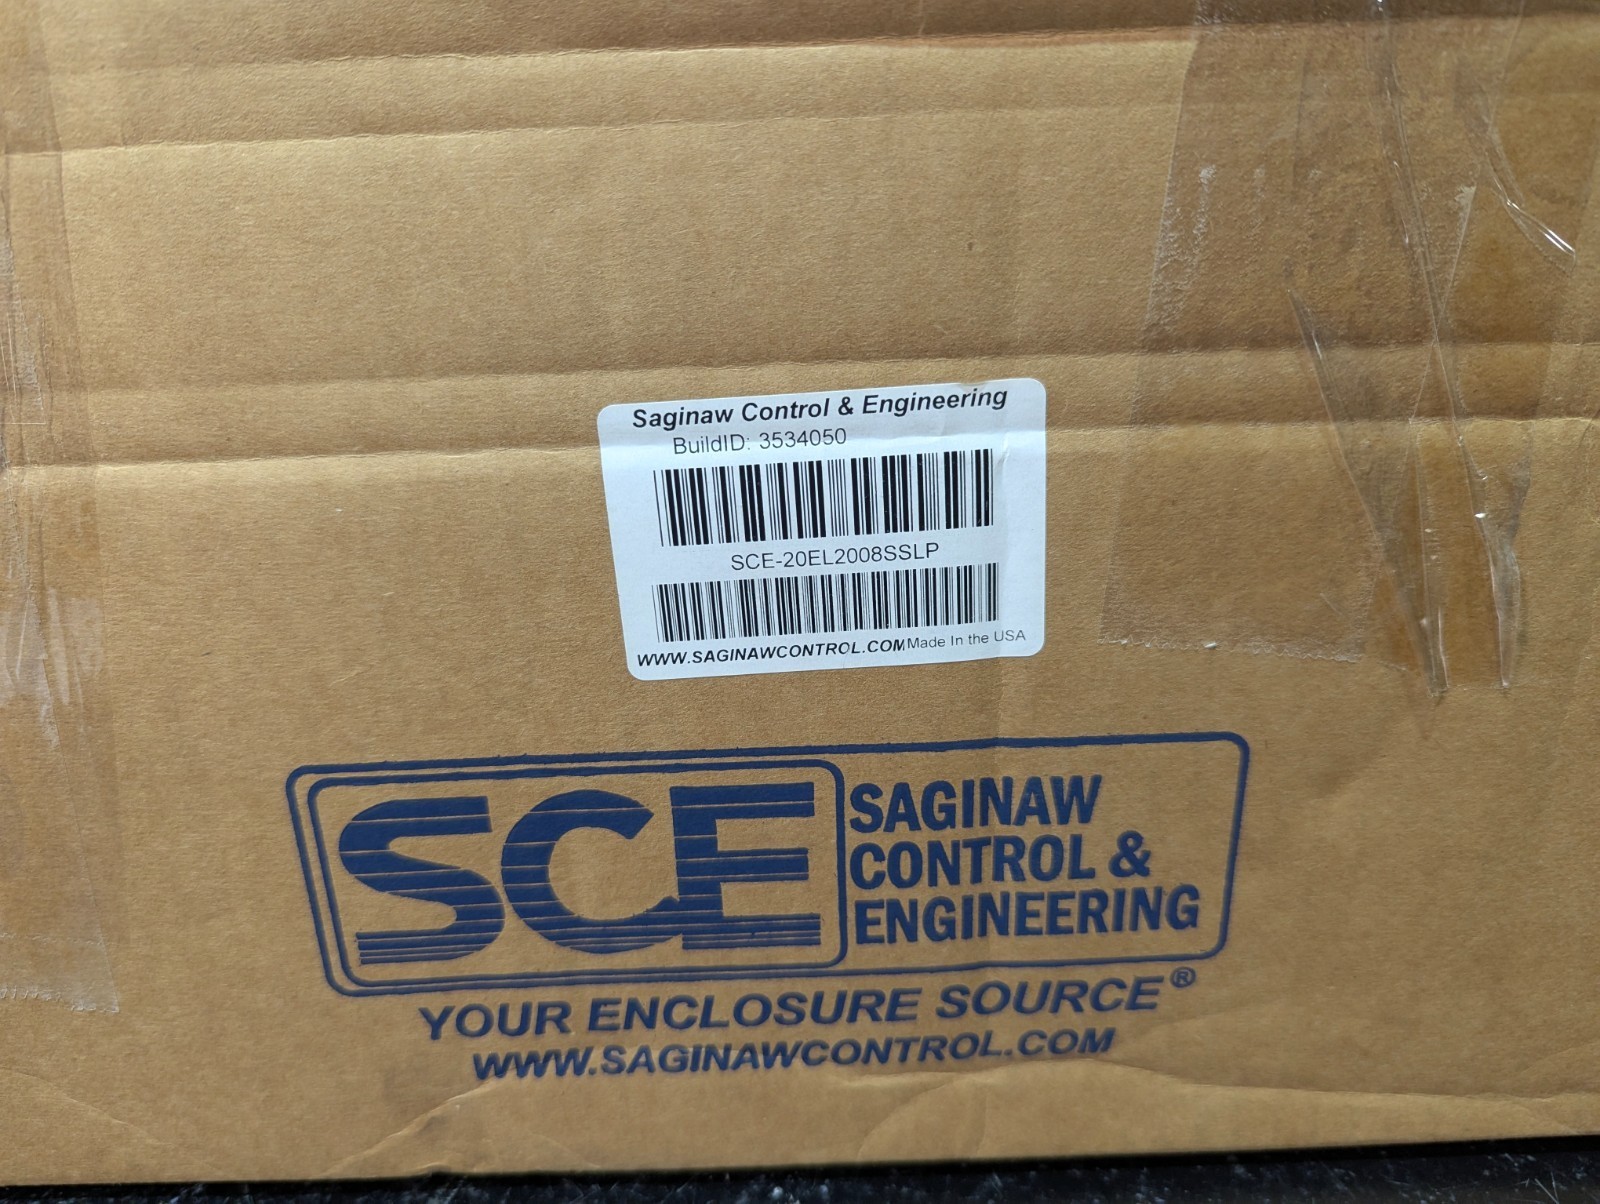 Saginaw Control & Engineering
BuildID: 3534050
SCE-20EL2008SSLP
WWW.SAGINAWCONTROL.COM Made In the USA
SCE
SAGINAW
CONTROL &
ENGINEERING
YOUR ENCLOSURE SOURCE®
WWW.SAGINAWCONTROL.COM